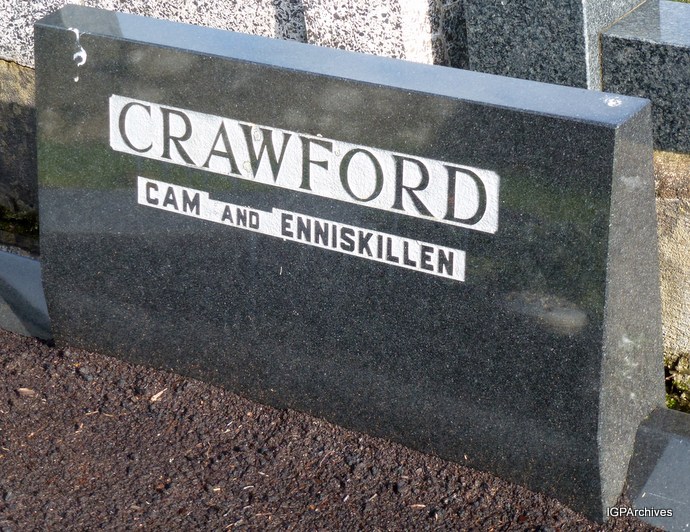 CRAWFORD
CAM AND ENNISKILLEN
IGPArchives